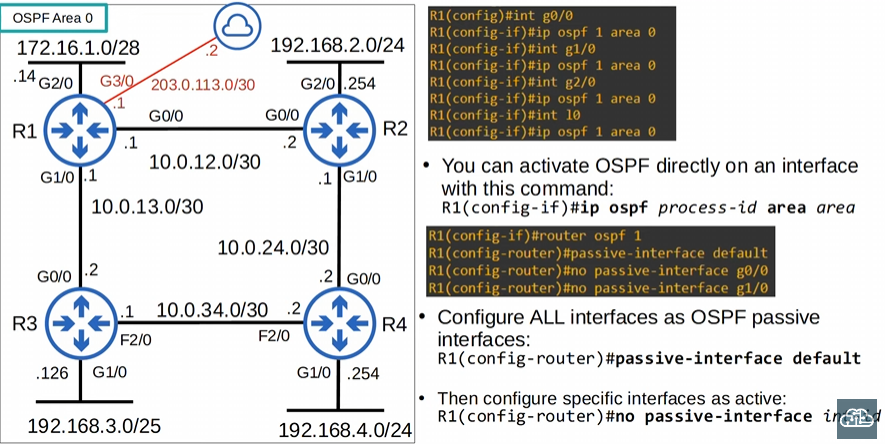 OSPF Area 0
172.16.1.0/28
.2
192.168.2.0/24
.14
G2/0
G3/0
203.0.113.0/30
G2/0
.254
.1
G0/0
G0/0
R1
R2
.1
.2
10.0.12.0/30
G1/0
.1
.1
G1/0
10.0.13.0/30
10.0.24.0/30
G0/0
.2
.2
G0/0
R3
.1
10.0.34.0/30
.2
R4
F2/0
F2/0
.126
G1/0
G1/0
.254
192.168.3.0/25
192.168.4.0/24
R1(config)#int g0/0
R1(config-if)#ip ospf 1 area 0
R1(config-if)#int g1/0
R1(config-if)#ip ospf 1 area 0
R1(config-if)#int g2/0
R1(config-if)#ip ospf 1 area 0
R1(config-if)#int l0
R1(config-if)#ip ospf 1 area 0
• You can activate OSPF directly on an interface
with this command:
R1(config-if)#ip ospf process-id area area
R1(config-if)#router ospf 1
R1(config-router)#passive-interface default
R1(config-router)#no passive-interface g0/0
R1(config-router)#no passive-interface g1/0
• Configure ALL interfaces as OSPF passive
interfaces:
R1(config-router)#passive-interface default
• Then configure specific interfaces as active:
R1(config-router)#no passive-interface